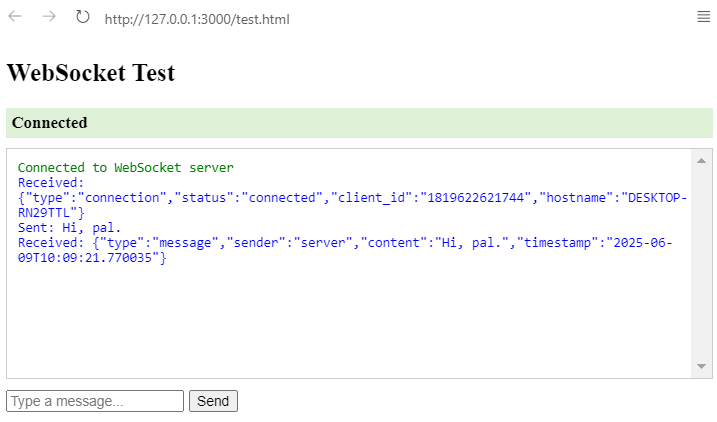 http://127.0.0.1:3000/test.html
WebSocket Test
Connected
Connected to WebSocket server
Received:
{"type":"connection","status":"connected","client_id":"1819622621744","hostname":"DESKTOP-
RN29TTL"}
Sent: Hi, pal.
Received: {"type":"message","sender":"server","content":"Hi, pal.","timestamp":"2025-06-
09T10:09:21.770035"}
Type a message... Send